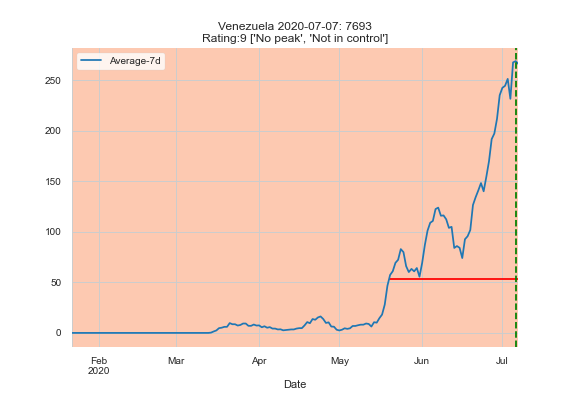 Venezuela 2020-07-07: 7693
Rating:9 ['No peak', 'Not in control']
Average-7d
250
200
150
100
50
0
Feb
2020
Mar
Apr
May
Jun
Jul
Date